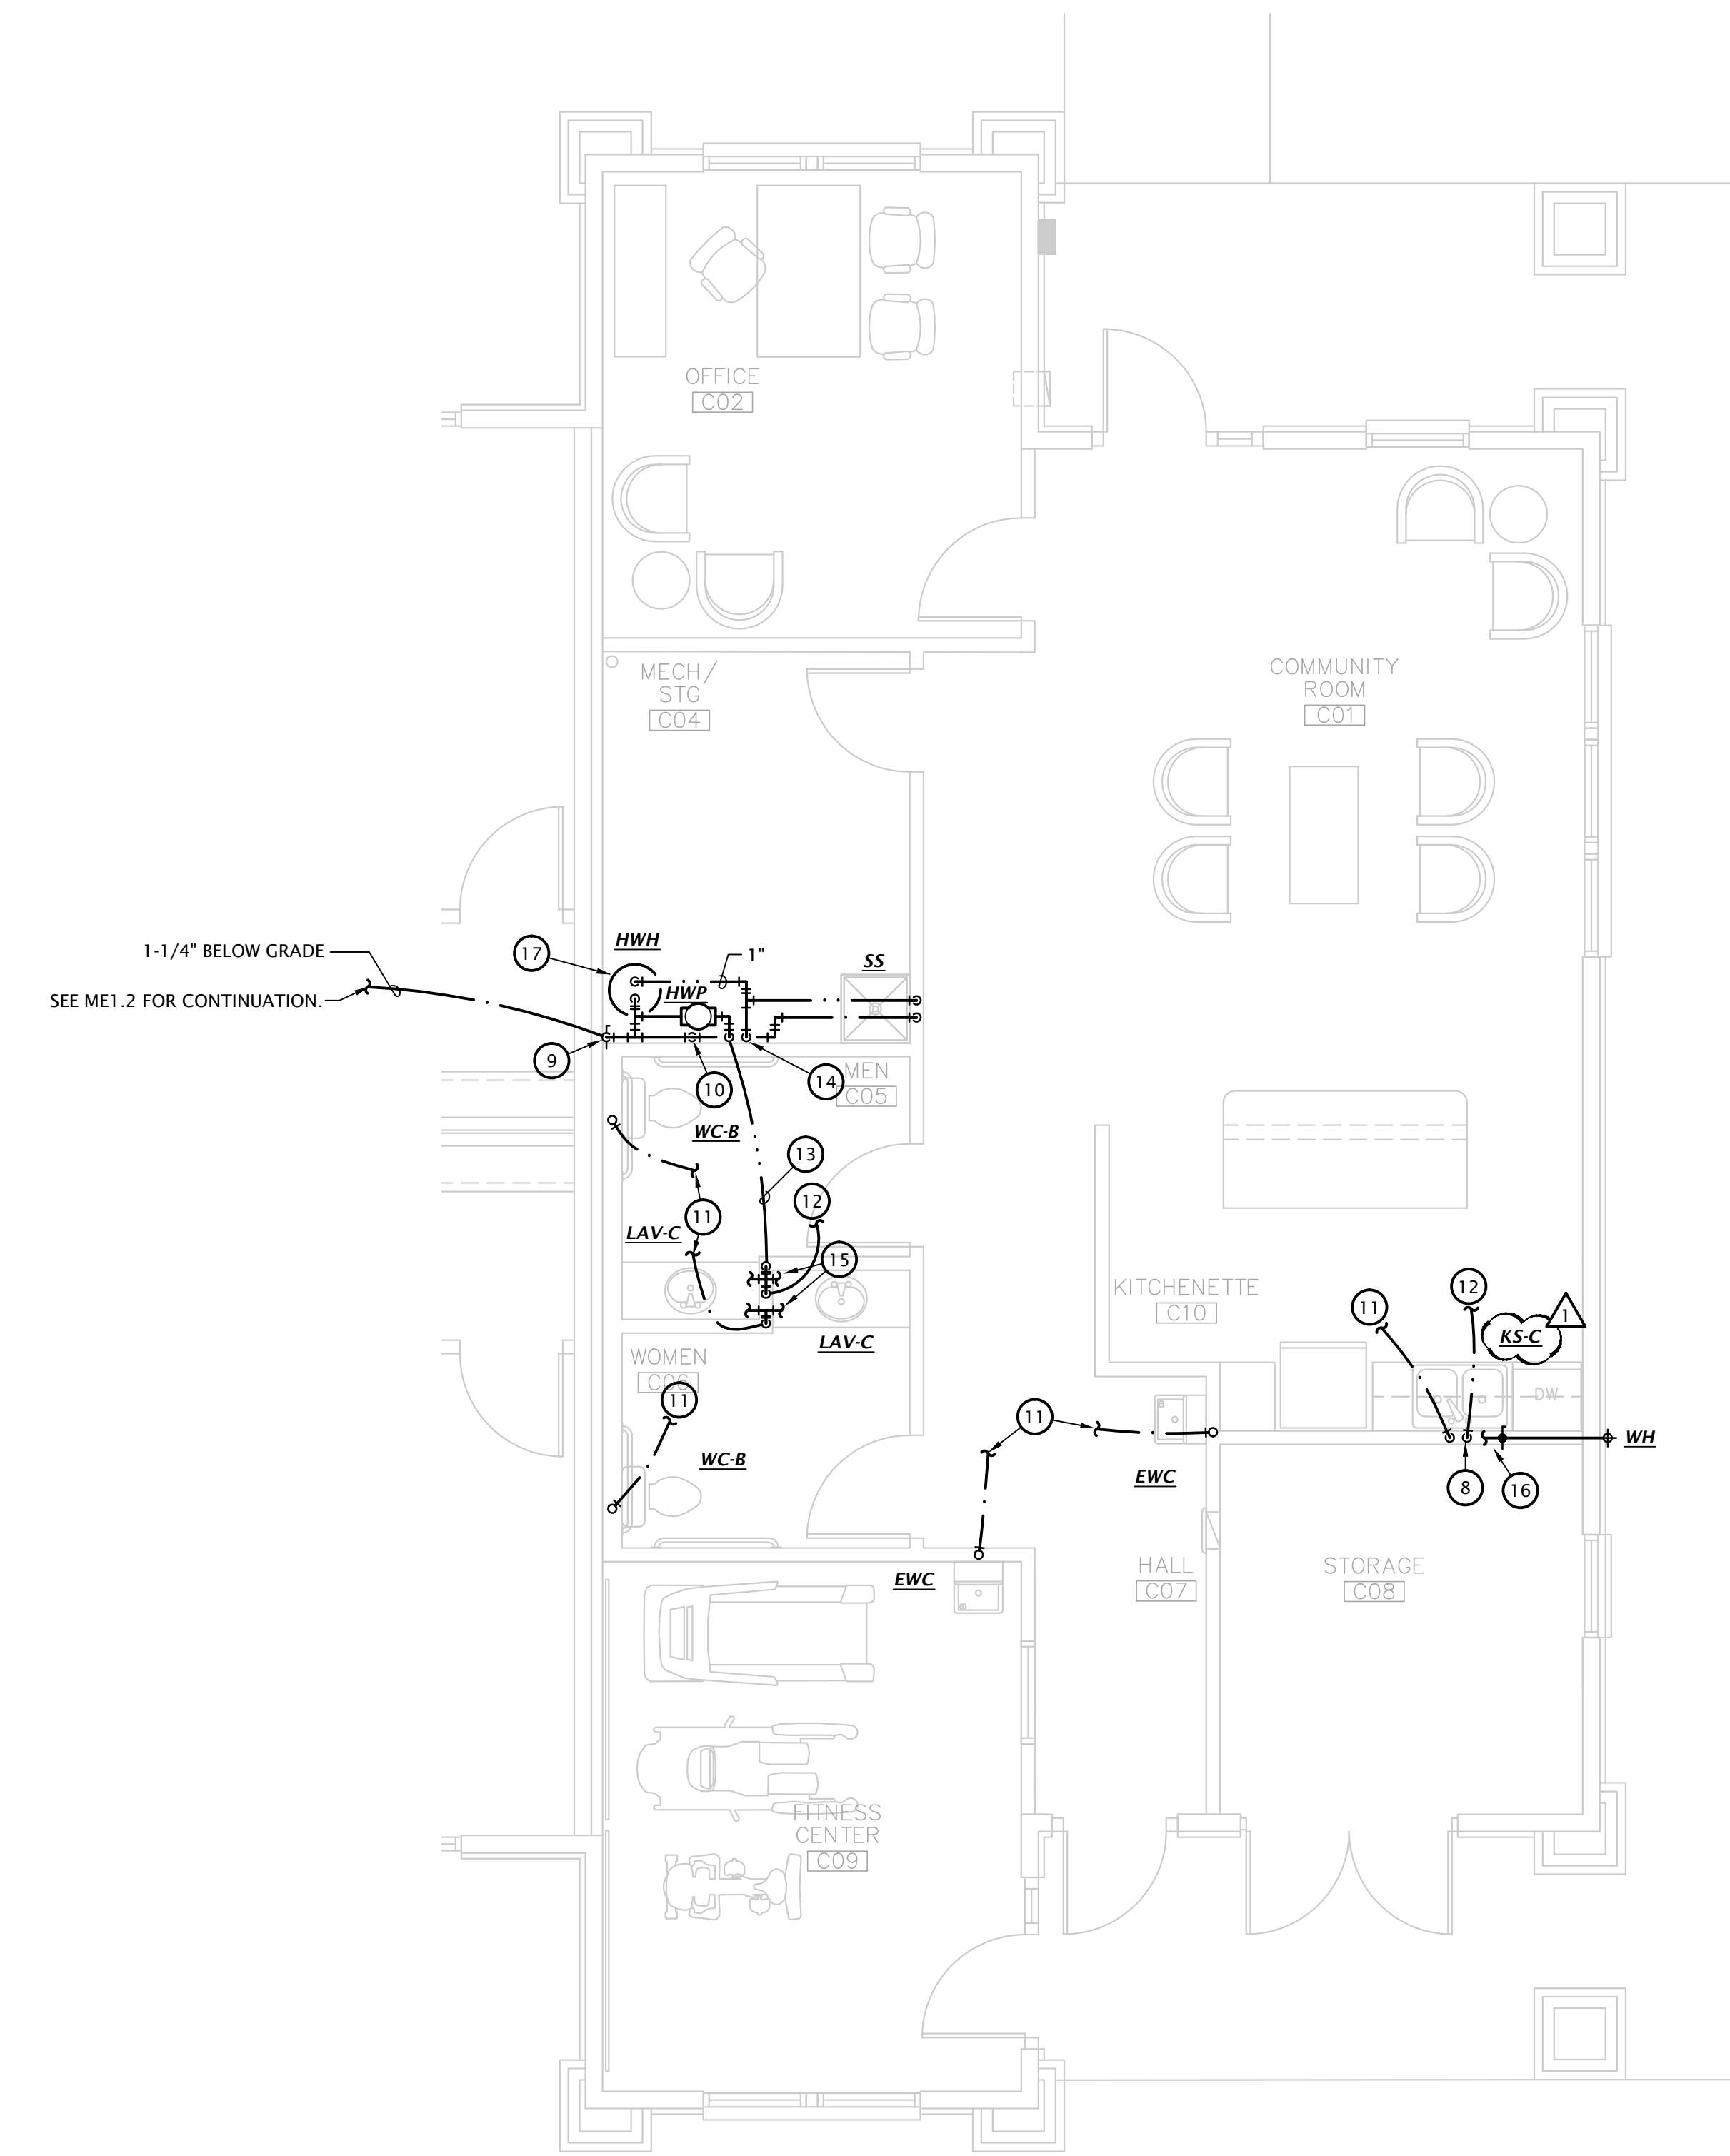 OFFICE
C02
MECH/
STG
C04
COMMUNITY
ROOM
C01
1-1/4" BELOW GRADE
17
HWH
1"
SS
SEE ME1.2 FOR CONTINUATION.
HWP
9
10
14
MEN
C05
WC-B
13
12
11
LAV-C
15
KITCHENETTE
C10
11
12
1
KS-C
LAV-C
WOMEN
C06
11
DW
11
WH
WC-B
EWC
8
16
EWC
HALL
C07
STORAGE
C08
FITNESS
CENTER
C09